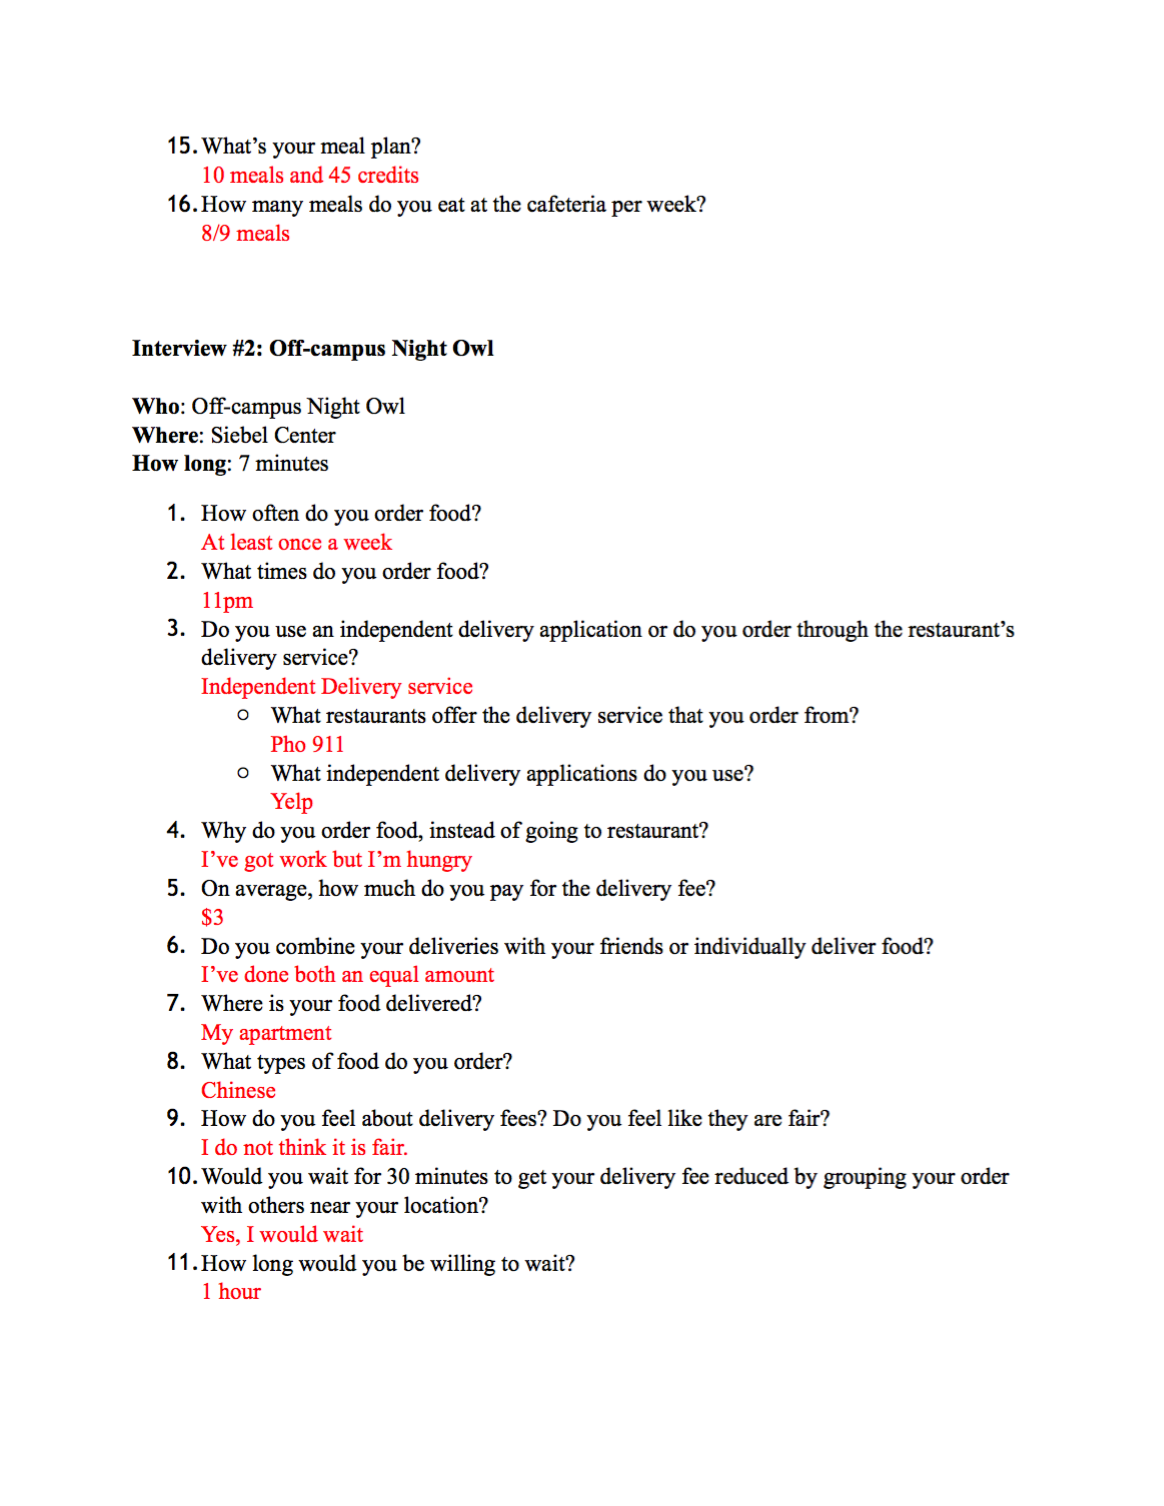 15. What’s your meal plan?
10 meals and 45 credits
16. How many meals do you eat at the cafeteria per week?
8/9 meals
Interview #2: Off-campus Night Owl
Who: Off-campus Night Owl
Where: Siebel Center
How long: 7 minutes
1. How often do you order food?
At least once a week
2. What times do you order food?
11pm
3. Do you use an independent delivery application or do you order through the restaurant’s
delivery service?
Independent Delivery service
○ What restaurants offer the delivery service that you order from?
Pho 911
○ What independent delivery applications do you use?
Yelp
4. Why do you order food, instead of going to restaurant?
I’ve got work but I’m hungry
5. On average, how much do you pay for the delivery fee?
$3
6. Do you combine your deliveries with your friends or individually deliver food?
I’ve done both an equal amount
7. Where is your food delivered?
My apartment
8. What types of food do you order?
Chinese
9. How do you feel about delivery fees? Do you feel like they are fair?
I do not think it is fair.
10. Would you wait for 30 minutes to get your delivery fee reduced by grouping your order
with others near your location?
Yes, I would wait
11. How long would you be willing to wait?
1 hour